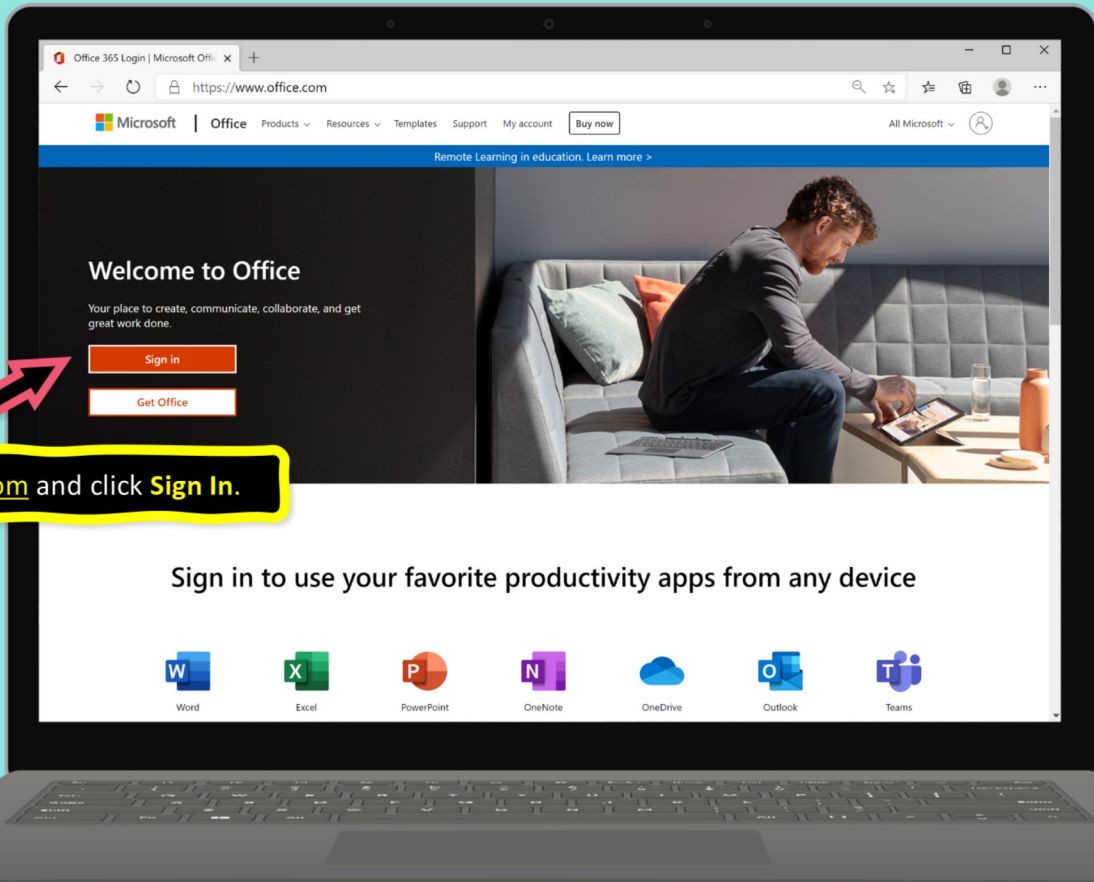 Office 365 Login | Microsoft Offic
https://www.office.com
Microsoft | Office Products Resources Templates Support My account Buy now All Microsoft
Remote Learning in education. Learn more >
Welcome to Office
Your place to create, communicate, collaborate, and get
great work done.
Sign in
Get Office
om and click Sign In.
Sign in to use your favorite productivity apps from any device
W X P N O T
Word Excel PowerPoint OneNote OneDrive Outlook Teams